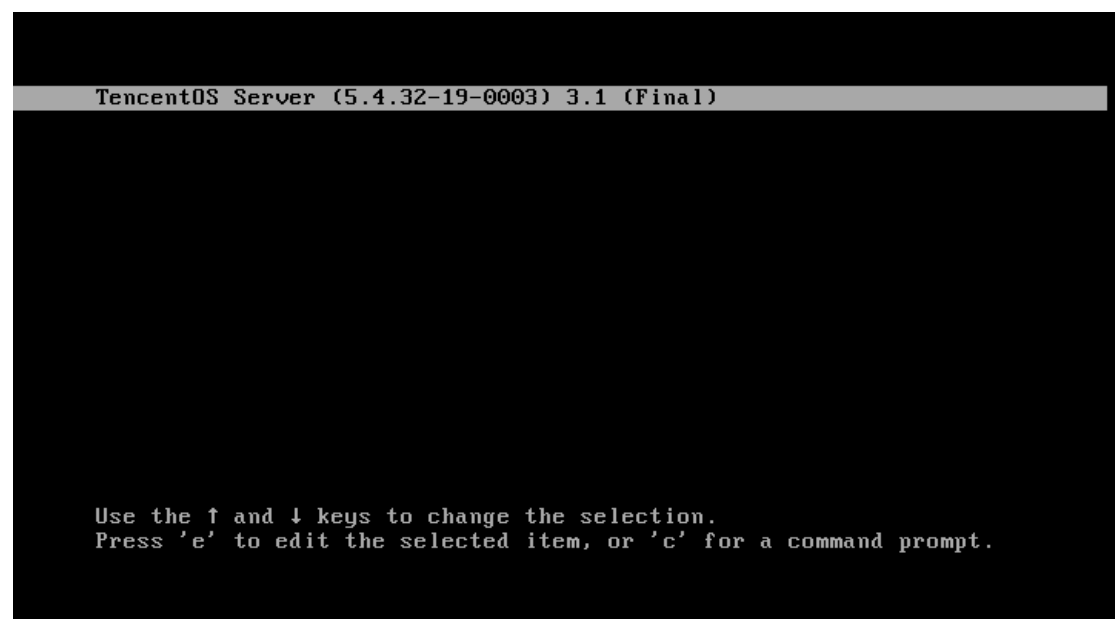 TencentOS Server (5.4.32-19-0003) 3.1 (Final)
Use the ↑ and ↓ keys to change the selection.
Press 'e' to edit the selected item, or 'c' for a command prompt.